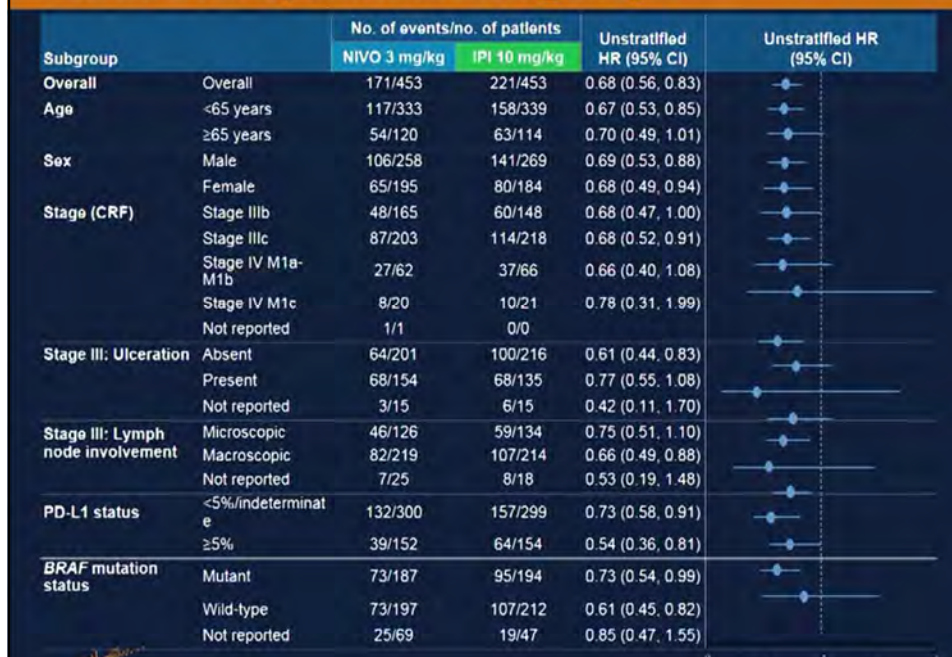 No. of events/no. of patients
Subgroup NIVO 3 mg/kg IPI 10 mg/kg Unstratified HR (95% CI) Unstratified HR (95% CI)
Overall Overall 171/453 221/453 0.68 (0.56, 0.83)
Age <65 years 117/333 158/339 0.67 (0.53, 0.85)
≥65 years 54/120 63/114 0.70 (0.49, 1.01)
Sex Male 106/258 141/269 0.69 (0.53, 0.88)
Female 65/195 80/184 0.68 (0.49, 0.94)
Stage (CRF) Stage IIIb 48/165 60/148 0.68 (0.47, 1.00)
Stage IIIc 87/203 114/218 0.68 (0.52, 0.91)
Stage IV M1a-
M1b 27/62 37/66 0.66 (0.40, 1.08)
Stage IV M1c 8/20 10/21 0.78 (0.31, 1.99)
Not reported 1/1 0/0
Stage III: Ulceration Absent 64/201 100/216 0.61 (0.44, 0.83)
Present 68/154 68/135 0.77 (0.55, 1.08)
Not reported 3/15 6/15 0.42 (0.11, 1.70)
Stage III: Lymph node involvement Microscopic 46/126 59/134 0.75 (0.51, 1.10)
Macroscopic 82/219 107/214 0.66 (0.49, 0.88)
Not reported 7/25 8/18 0.53 (0.19, 1.48)
PD-L1 status <5%/indeterminat
e 132/300 157/299 0.73 (0.58, 0.91)
≥5% 39/152 64/154 0.54 (0.36, 0.81)
BRAF mutation status Mutant 73/187 95/194 0.73 (0.54, 0.99)
Wild-type 73/197 107/212 0.61 (0.45, 0.82)
Not reported 25/69 19/47 0.85 (0.47, 1.55)